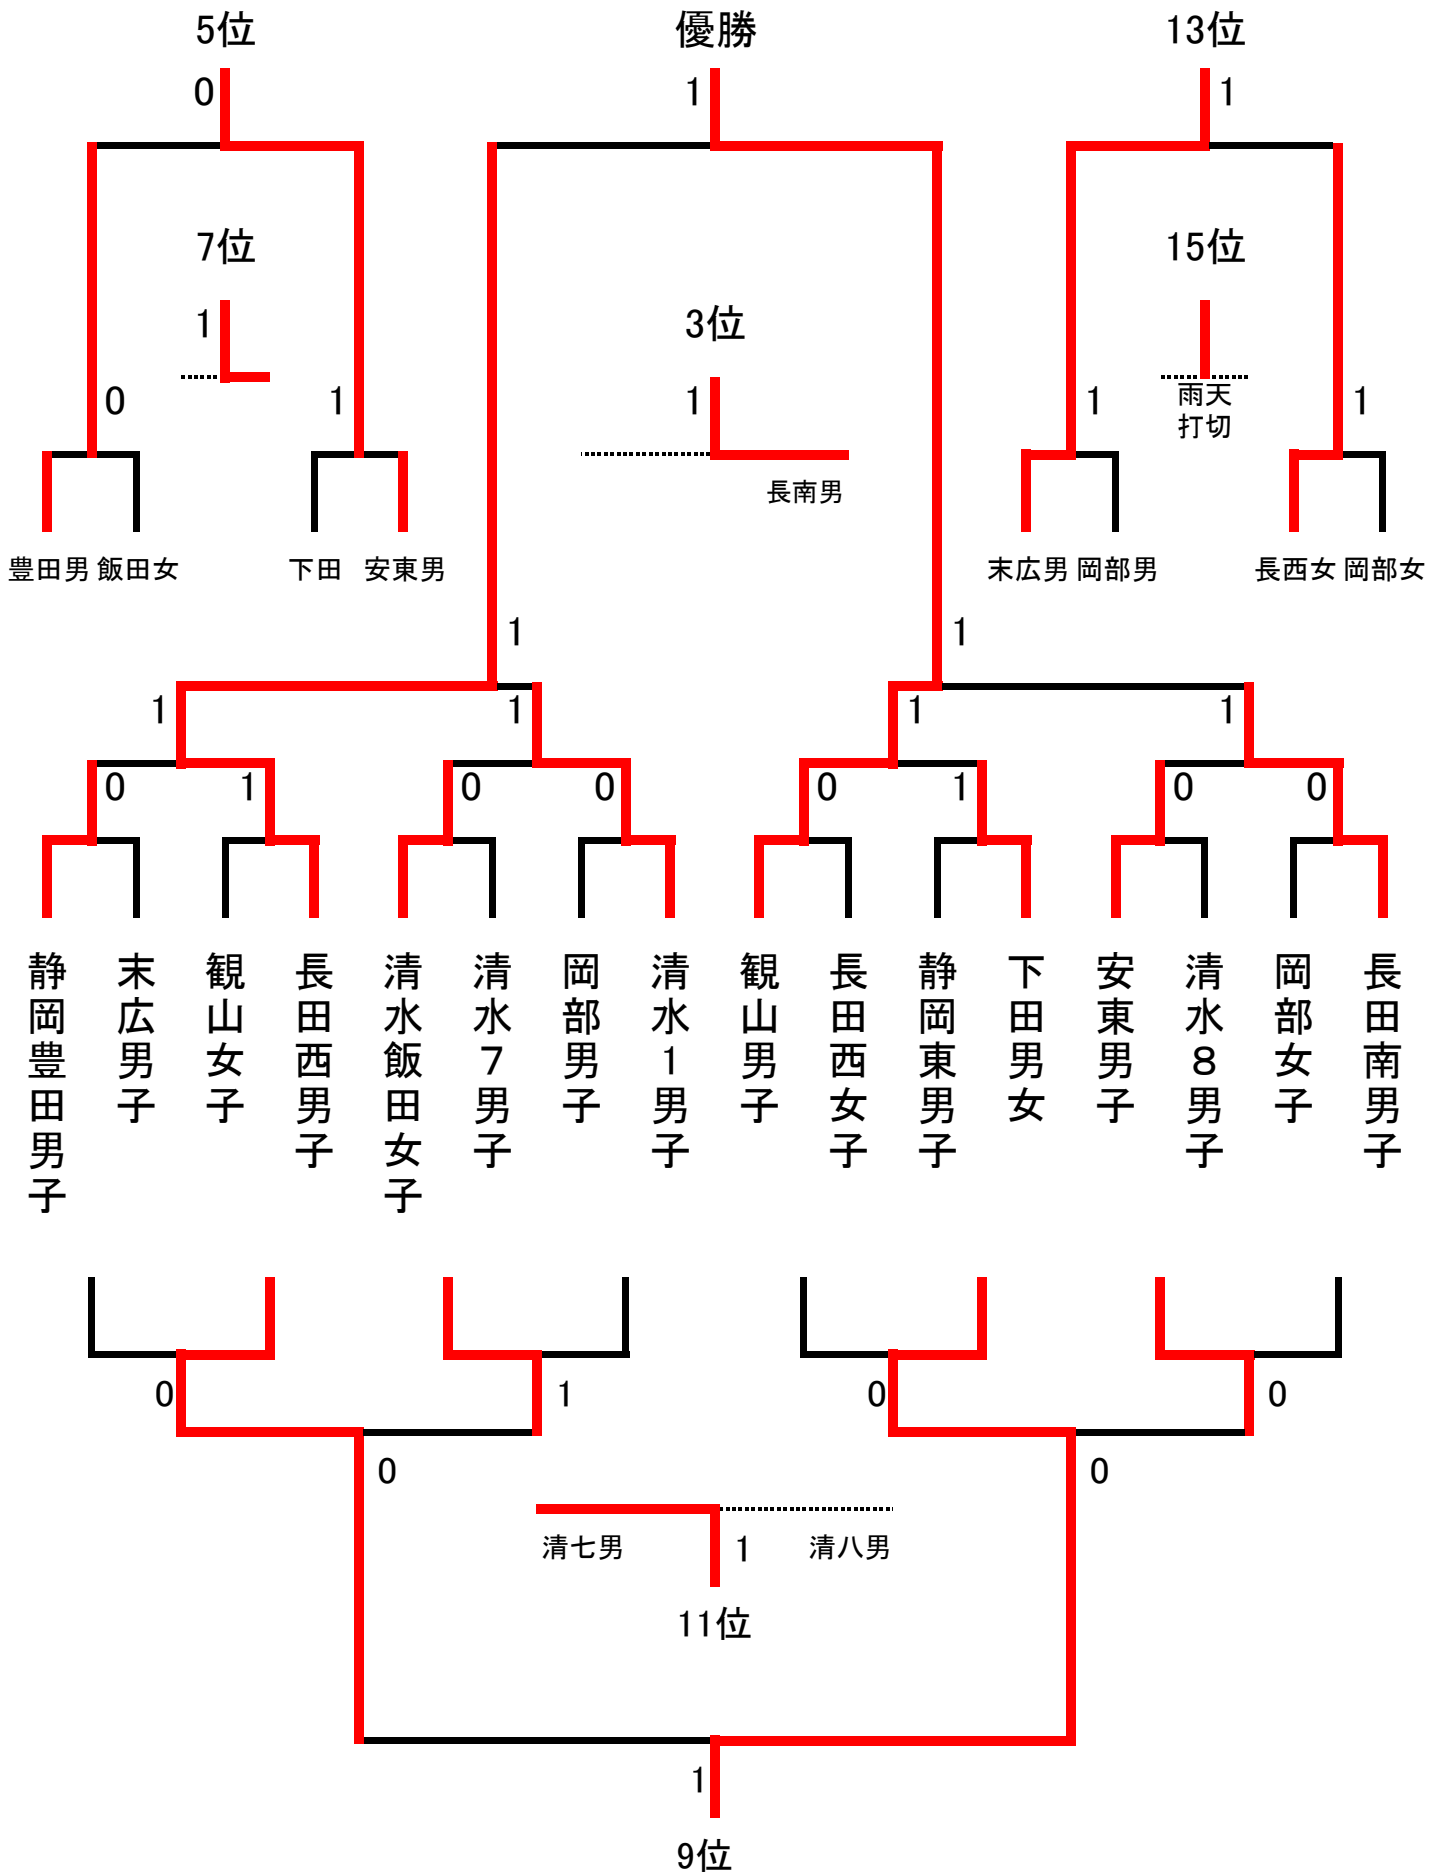 5位 優勝 13位
0 1 1
7位 15位
1 3位
0 1 1 1 雨天 1
打切
長南男
豊田男 飯田女 下田 安東男 末広男 岡部男 長西女 岡部女
1 1
1 1 1 1
0 1 0 0 0 1 0 0
静岡豊田男子
末広男子
観山女子
長田西男子
清水飯田女子
清水7男子
岡部男子
清水1男子
観山男子
長田西女子
静岡東男子
下田男女
安東男子
清水8男子
岡部女子
長田南男子
0 1 0 0
0 0
清七男 1 清八男
11位
1
9位